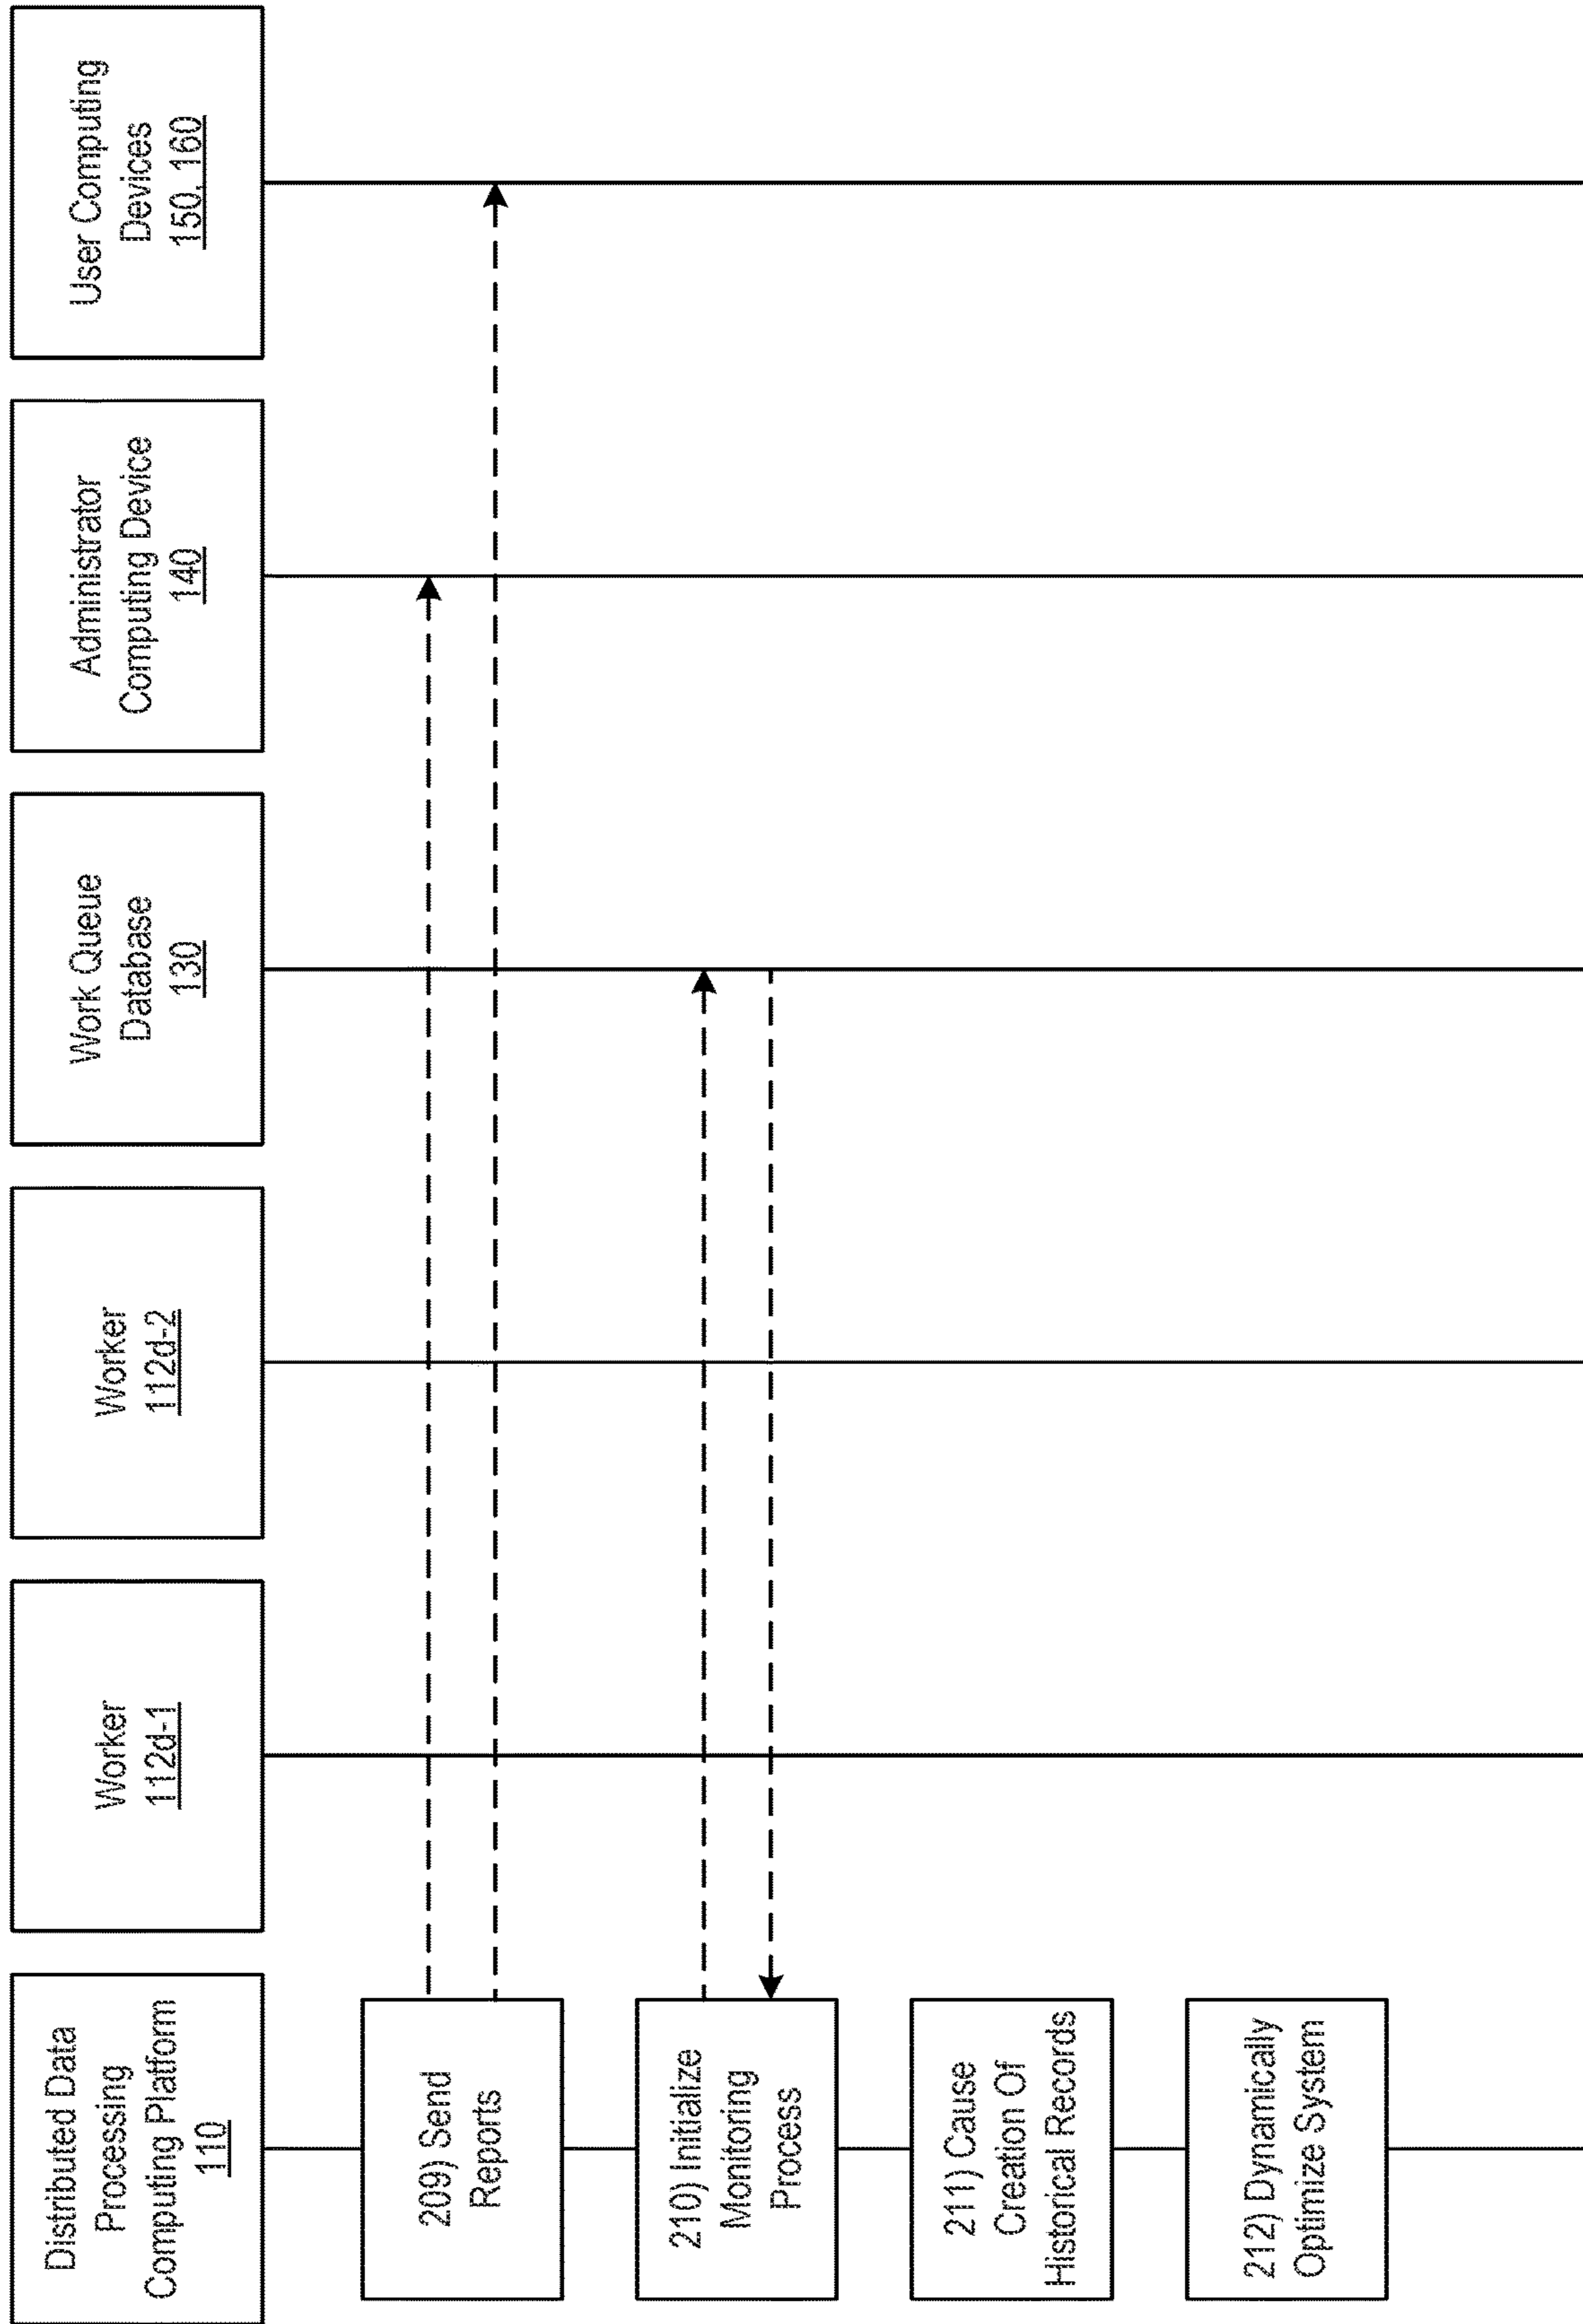 Distributed Data
Processing
Computing Platform
110
Worker
112d-1
Worker
112d-2
Work Queue
Database
130
Administrator
Computing Device
140
User Computing
Devices
150, 160
209) Send
Reports
210) Initialize
Monitoring
Process
211) Cause
Creation Of
Historical Records
212) Dynamically
Optimize System